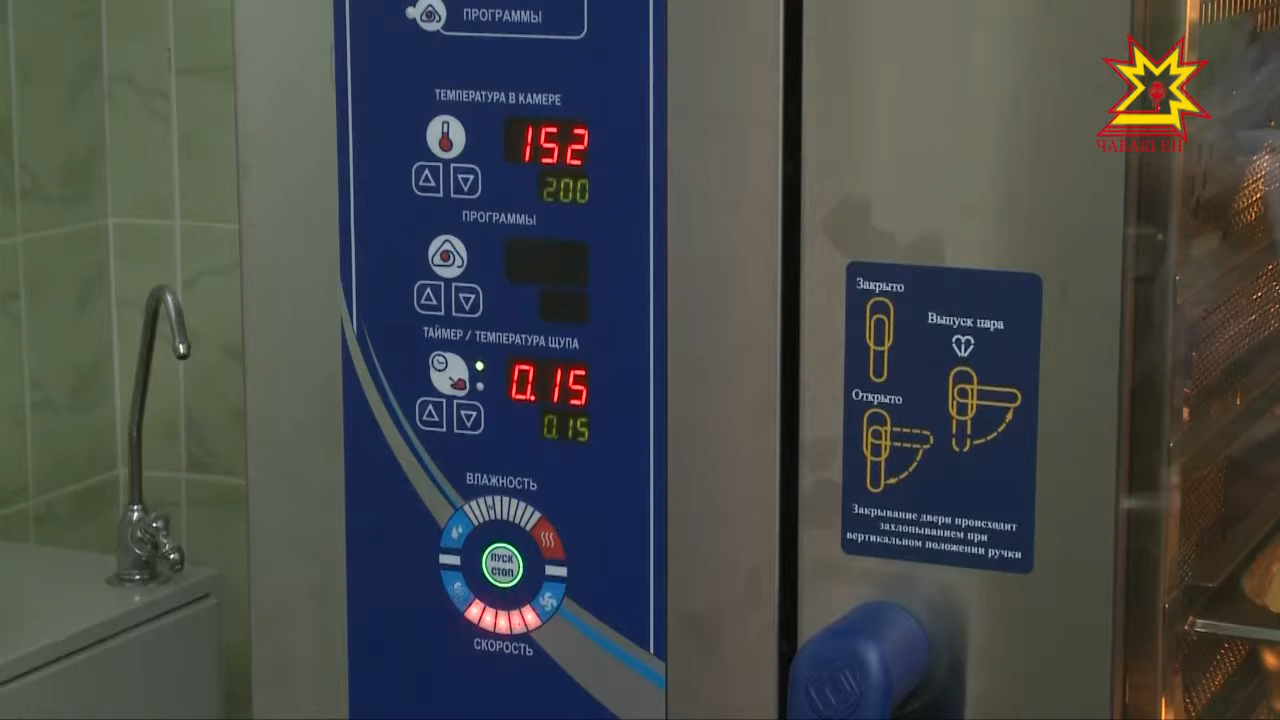 ПРОГРАММЫ
ТЕМПЕРАТУРА В КАМЕРЕ
152
200
ПРОГРАММЫ
ТАЙМЕР / ТЕМПЕРАТУРА ЩУПА
0.15
0.15
ВЛАЖНОСТЬ
ПУСК
СТОП
СКОРОСТЬ
Закрыто
Выпуск пара
Открыто
Закрывание двери происходит
захлопыванием при
вертикальном положении ручки
ЧӐВАШ ЕН